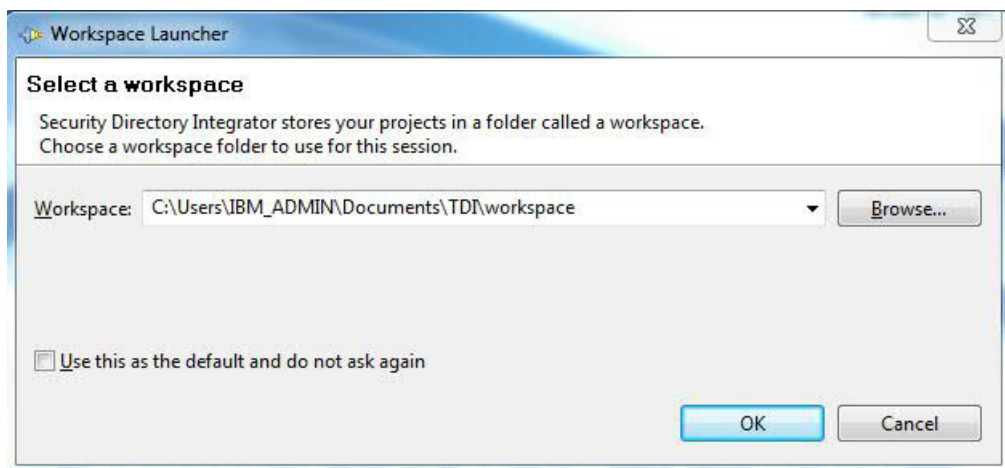 Workspace Launcher
Select a workspace
Security Directory Integrator stores your projects in a folder called a workspace.
Choose a workspace folder to use for this session.
Workspace: C:\Users\IBM_ADMIN\Documents\TDI\workspace Browse...
Use this as the default and do not ask again
OK Cancel